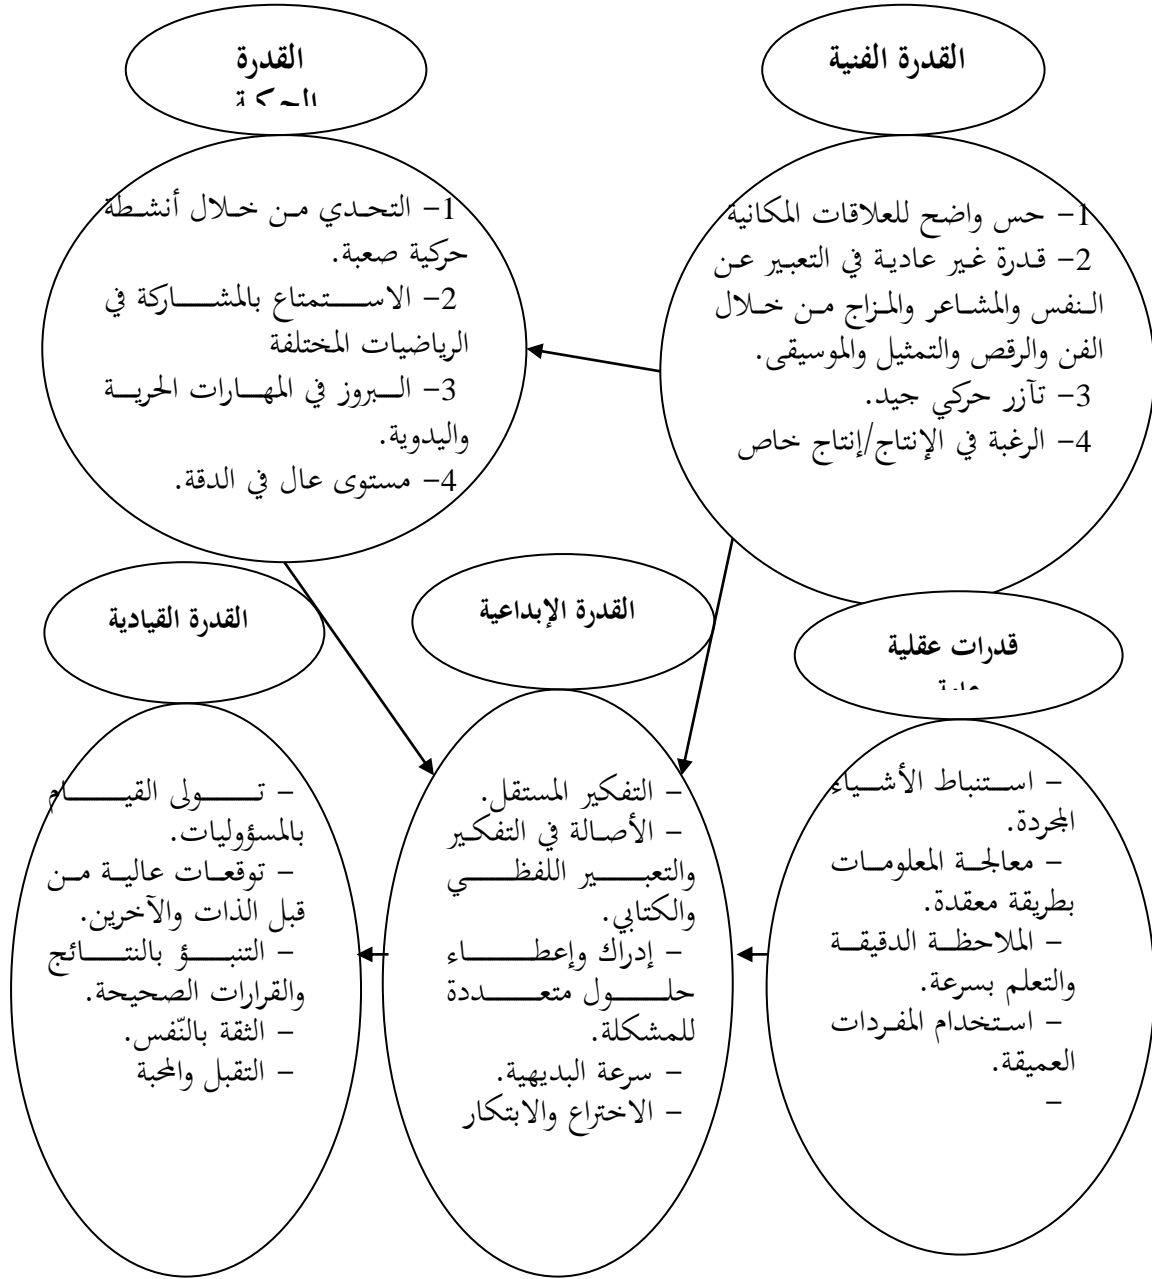 القدرة الفنية
1- حس واضح للعلاقات المكانية
2- قدرة غير عادية في التعبير عن
النفس والمشاعر والمزاج من خلال
الفن والرقص والتمثيل والموسيقى.
3- تآزر حركي جيد.
4- الرغبة في الإنتاج/إنتاج خاص
القدرة
1- التحدي من خلال أنشطة
حركية صعبة.
2- الاستمتاع بالمشاركة في
الرياضيات المختلفة
3- البروز في المهارات الحرية
واليدوية.
4- مستوى عال في الدقة.
قدرات عقلية
- استنباط الأشياء
المجردة.
- معالجة المعلومات
بطريقة معقدة.
- الملاحظة الدقيقة
والتعلم بسرعة.
- استخدام المفردات
العميقة.
-
القدرة الإبداعية
- التفكير المستقل.
- الأصالة في التفكير
والتعبير اللفظي
والكتابي.
- إدراك وإعطاء
حلول متعددة
للمشكلة.
- سرعة البديهية.
- الاختراع والابتكار
القدرة القيادية
- تولى القيام
بالمسؤوليات.
- توقعات عالية من
قبل الذات والآخرين.
- التنبؤ بالنتائج
والقرارات الصحيحة.
- الثقة بالنّفس.
- التقبل والمحبة